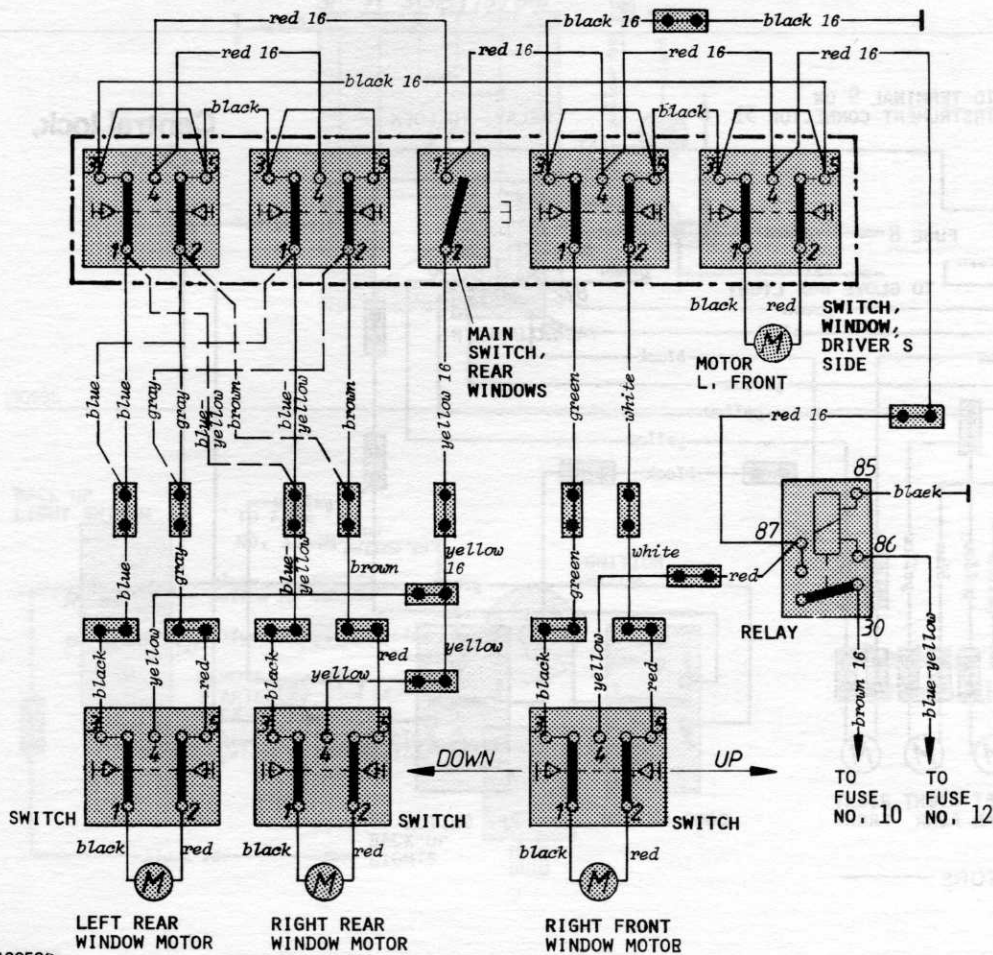 red 16
black 16
black 16
red 16
red 16
red 16
red 16
black 16
black
black
3
4
5
1
2
3
4
5
1
2
1
2
3
4
5
1
2
3
4
5
1
2
black
red
M
MOTOR
L. FRONT
SWITCH,
WINDOW,
DRIVER'S
SIDE
MAIN
SWITCH,
REAR
WINDOWS
blue
blue
gray
gray
blue-
yellow
brown
blue-
yellow
brown
yellow 16
green
white
red 16
85
black
87
86
30
RELAY
brown 16
blue-yellow
TO
FUSE
NO. 10
TO
FUSE
NO. 12
blue
gray
blue-
yellow
brown
yellow
16
green
white
red
black
yellow
red
black
yellow
red
yellow
black
yellow
red
3
4
5
1
2
3
4
5
1
2
3
4
5
1
2
DOWN
UP
SWITCH
SWITCH
SWITCH
black
red
black
red
black
red
M
M
M
LEFT REAR
WINDOW MOTOR
RIGHT REAR
WINDOW MOTOR
RIGHT FRONT
WINDOW MOTOR